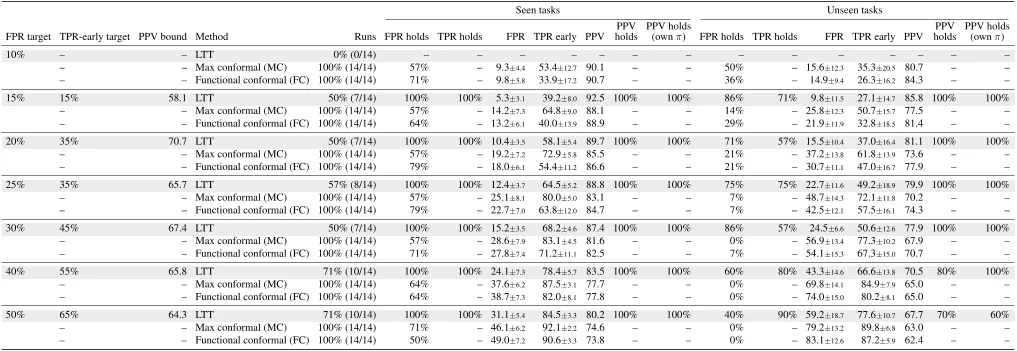 Seen tasks Unseen tasks
PPV PPV holds PPV PPV holds
FPR target TPR-early target PPV bound Method Runs FPR holds TPR holds FPR TPR early PPV holds (own π) FPR holds TPR holds FPR TPR early PPV holds (own π)
10% – – LTT 0% (0/14) – – – – – – – – – – – – – –
– – Max conformal (MC) 100% (14/14) 57% – 9.3±4.4 53.4±12.7 90.1 – – 50% – 15.6±12.3 35.3±20.5 80.7 – –
– – Functional conformal (FC) 100% (14/14) 71% – 9.8±5.8 33.9±17.2 90.7 – – 36% – 14.9±9.4 26.3±16.2 84.3 – –
15% 15% 58.1 LTT 50% (7/14) 100% 100% 5.3±3.1 39.2±8.0 92.5 100% 100% 86% 71% 9.8±11.5 27.1±14.7 85.8 100% 100%
– – Max conformal (MC) 100% (14/14) 57% – 14.2±7.3 64.8±9.0 88.1 – – 14% – 25.8±12.3 50.7±15.7 77.5 – –
– – Functional conformal (FC) 100% (14/14) 64% – 13.2±6.1 40.0±13.9 88.9 – – 29% – 21.9±11.9 32.8±18.5 81.4 – –
20% 35% 70.7 LTT 50% (7/14) 100% 100% 10.4±3.5 58.1±5.4 89.7 100% 100% 71% 57% 15.5±10.4 37.0±16.4 81.1 100% 100%
– – Max conformal (MC) 100% (14/14) 57% – 19.2±7.2 72.9±5.8 85.5 – – 21% – 37.2±13.8 61.8±13.9 73.6 – –
– – Functional conformal (FC) 100% (14/14) 79% – 18.0±6.1 54.4±11.2 86.6 – – 21% – 30.7±11.1 47.0±16.7 77.9 – –
25% 35% 65.7 LTT 57% (8/14) 100% 100% 12.4±3.7 64.5±5.2 88.8 100% 100% 75% 75% 22.7±11.6 49.2±18.9 79.9 100% 100%
– – Max conformal (MC) 100% (14/14) 57% – 25.1±8.1 80.0±5.0 83.1 – – 7% – 48.7±14.3 72.1±11.8 70.2 – –
– – Functional conformal (FC) 100% (14/14) 79% – 22.7±7.0 63.8±12.0 84.7 – – 7% – 42.5±12.1 57.5±16.1 74.3 – –
30% 45% 67.4 LTT 50% (7/14) 100% 100% 15.2±3.5 68.2±4.6 87.4 100% 100% 86% 57% 24.5±6.6 50.6±12.6 77.9 100% 100%
– – Max conformal (MC) 100% (14/14) 57% – 28.6±7.9 83.1±4.5 81.6 – – 0% – 56.9±13.4 77.3±10.2 67.9 – –
– – Functional conformal (FC) 100% (14/14) 71% – 27.8±7.4 71.2±11.1 82.5 – – 7% – 54.1±15.3 67.3±15.0 70.7 – –
40% 55% 65.8 LTT 71% (10/14) 100% 100% 24.1±7.3 78.4±5.7 83.5 100% 100% 60% 80% 43.3±14.6 66.6±13.8 70.5 80% 100%
– – Max conformal (MC) 100% (14/14) 64% – 37.6±6.2 87.5±3.1 77.7 – – 0% – 69.8±14.1 84.9±7.9 65.0 – –
– – Functional conformal (FC) 100% (14/14) 64% – 38.7±7.3 82.0±8.1 77.8 – – 0% – 74.0±15.0 80.2±8.1 65.0 – –
50% 65% 64.3 LTT 71% (10/14) 100% 100% 31.1±5.4 84.5±3.3 80.2 100% 100% 40% 90% 59.2±18.7 77.6±10.7 67.7 70% 60%
– – Max conformal (MC) 100% (14/14) 71% – 46.1±6.2 92.1±2.2 74.6 – – 0% – 79.2±13.2 89.8±6.8 63.0 – –
– – Functional conformal (FC) 100% (14/14) 50% – 49.0±7.2 90.6±3.3 73.8 – – 0% – 83.1±12.6 87.2±5.9 62.4 – –